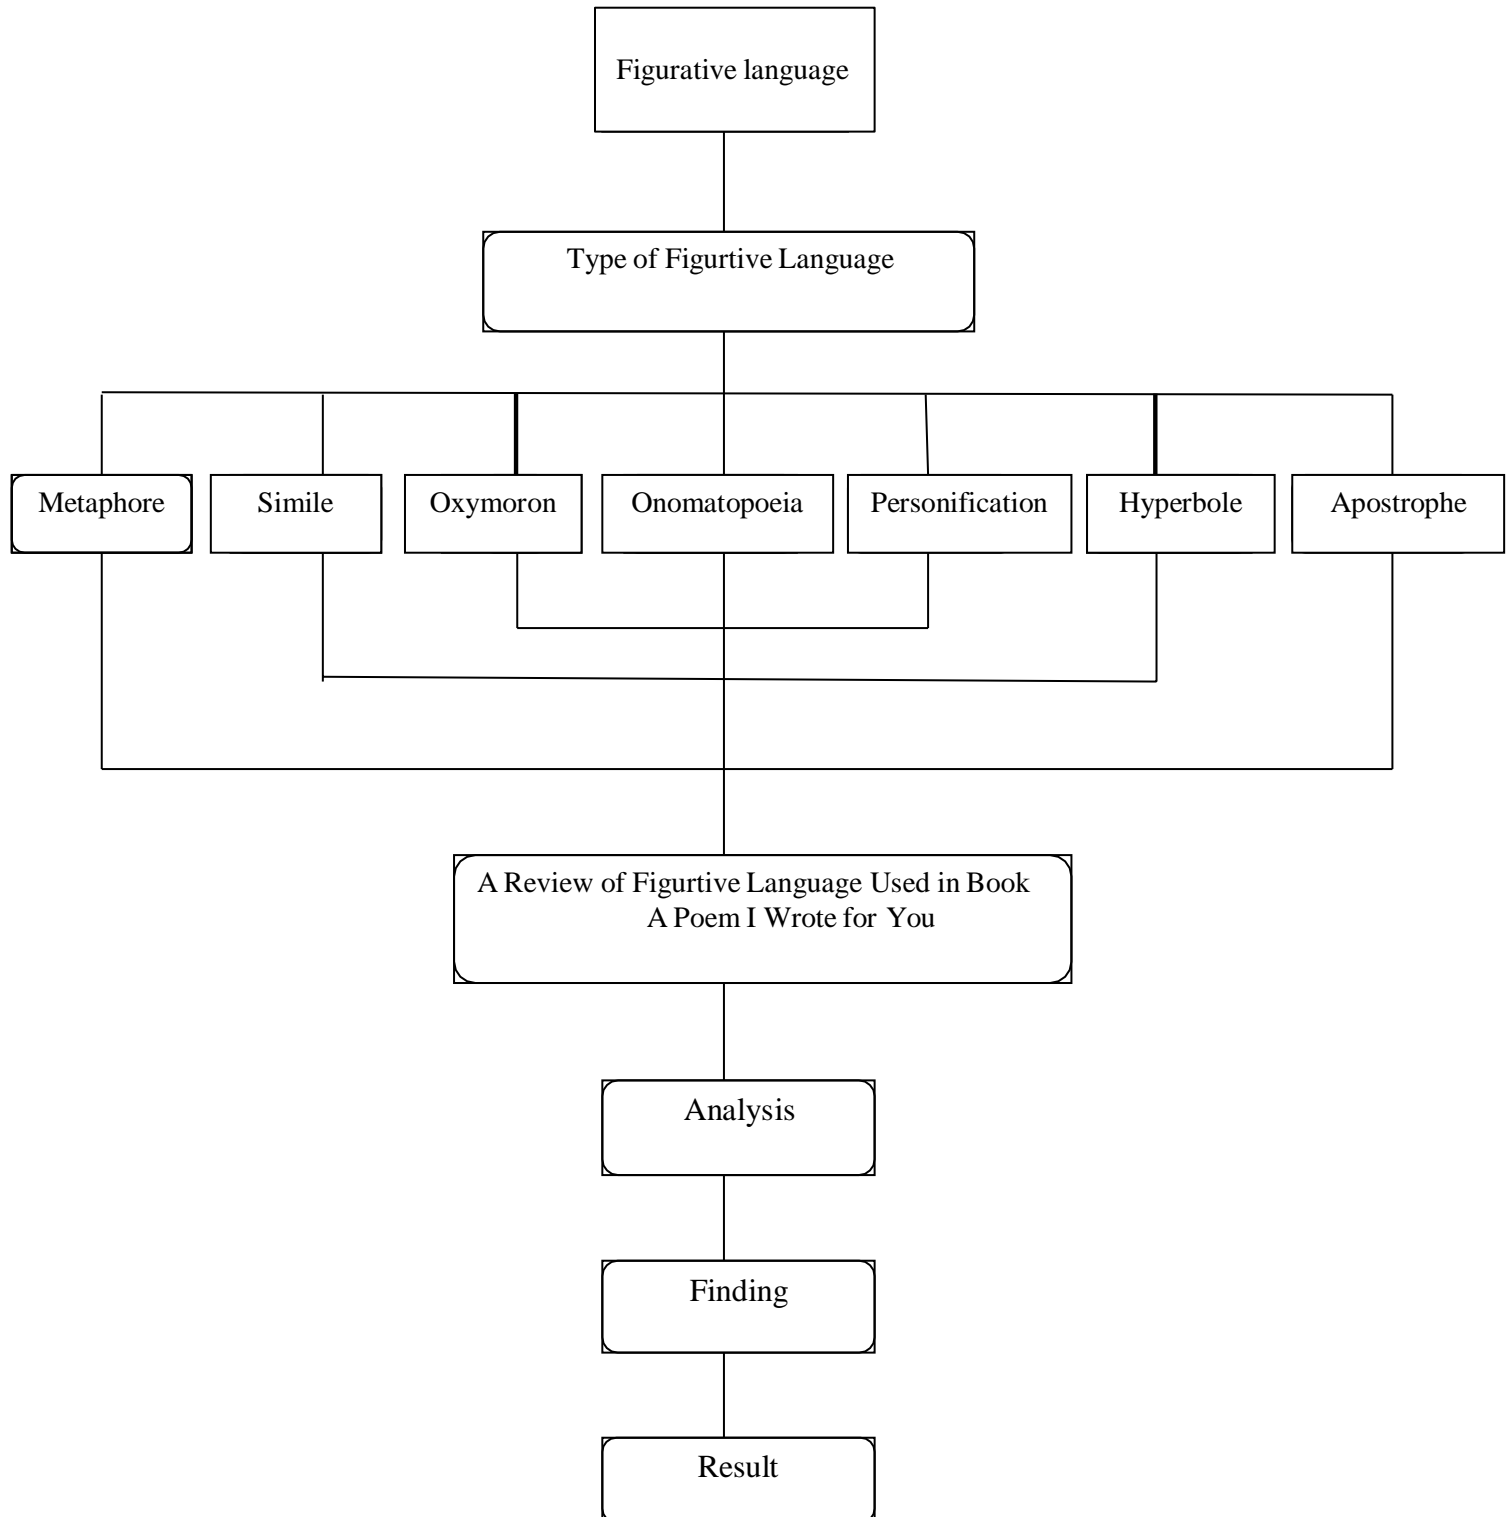 Figurative language
Type of Figurtive Language
Metaphore
Simile
Oxymoron
Onomatopoeia
Personification
Hyperbole
Apostrophe
A Review of Figurtive Language Used in Book
A Poem I Wrote for You
Analysis
Finding
Result